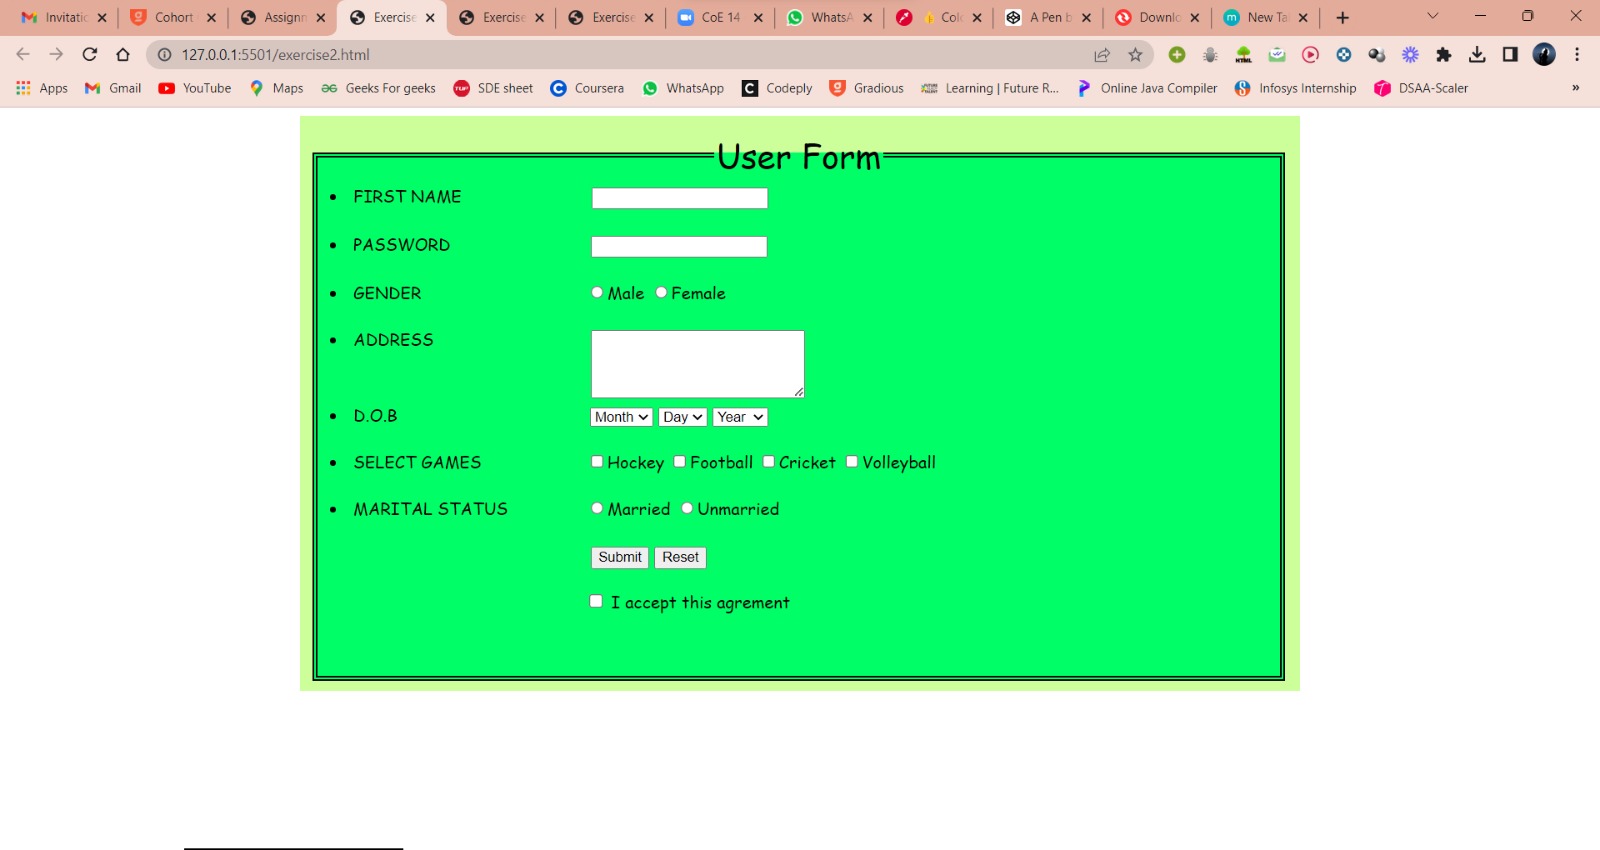 Invitatic Cohort Assignn Exercise Exercise Exercise CoE 14 WhatsA Colc A Pen b Downlo New Ta
127.0.0.1:5501/exercise2.html
Apps Gmail YouTube Maps Geeks For geeks SDE sheet Coursera WhatsApp Codeply Gradious Learning | Future R... Online Java Compiler Infosys Internship DSAA-Scaler »
User Form
FIRST NAME
PASSWORD
GENDER Male Female
ADDRESS
D.O.B Month Day Year
SELECT GAMES Hockey Football Cricket Volleyball
MARITAL STATUS Married Unmarried
Submit Reset
I accept this agrement